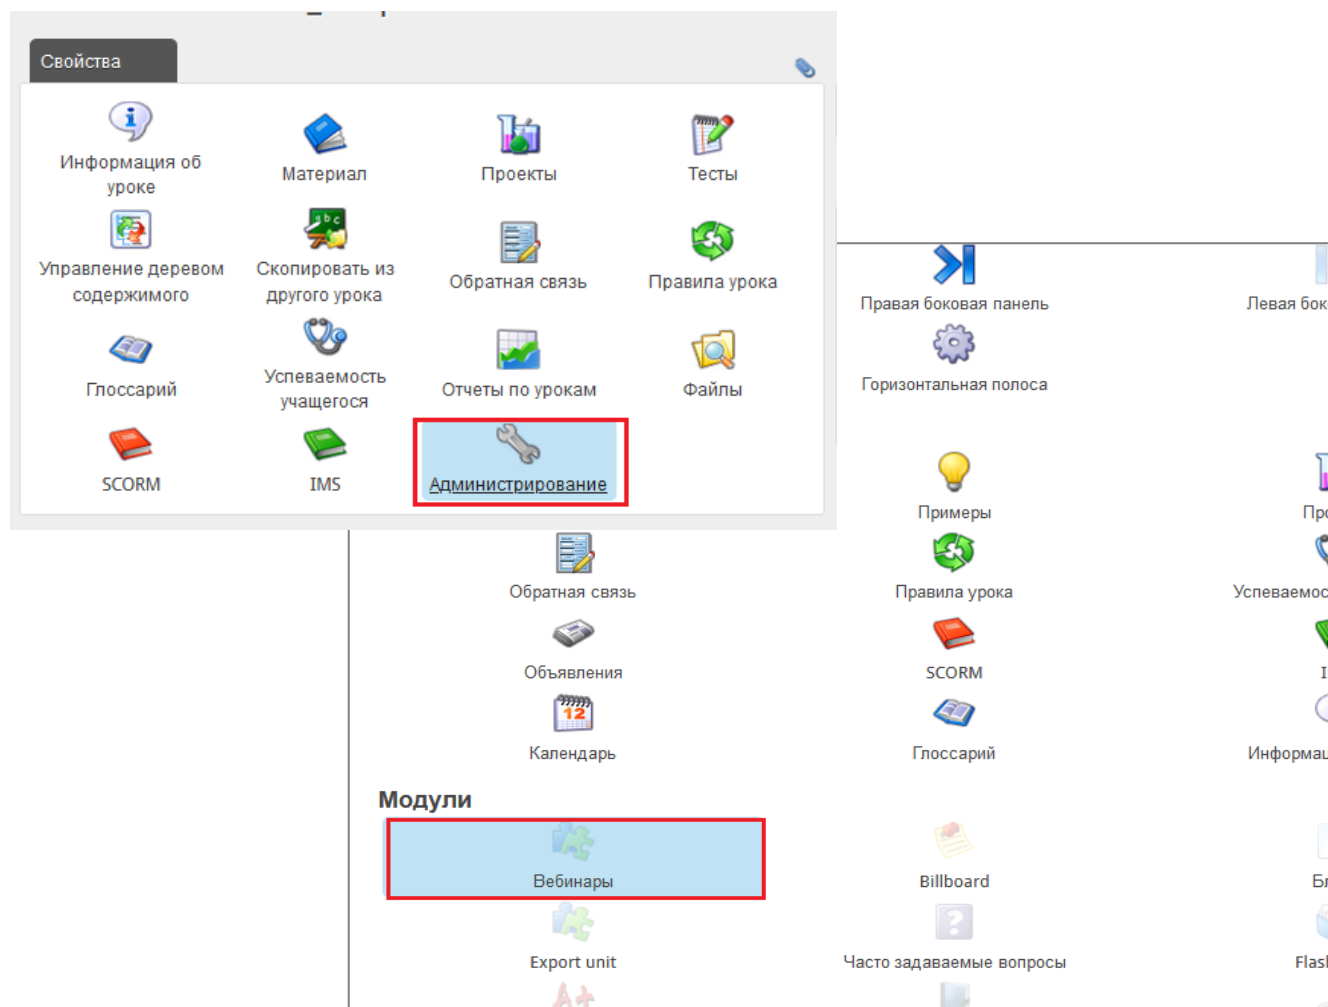 Свойства
Информация об
уроке
Материал
Проекты
Тесты
Управление деревом
содержимого
Скопировать из
другого урока
Обратная связь
Правила урока
Глоссарий
Успеваемость
учащегося
Отчеты по урокам
Файлы
SCORM
IMS
Администрирование
Правая боковая панель
Левая бок
Горизонтальная полоса
Примеры
Обратная связь
Правила урока
Успеваемос
Объявления
SCORM
Календарь
12
Глоссарий
Информац
Модули
Вебинары
Billboard
Export unit
Часто задаваемые вопросы
Flas
A+